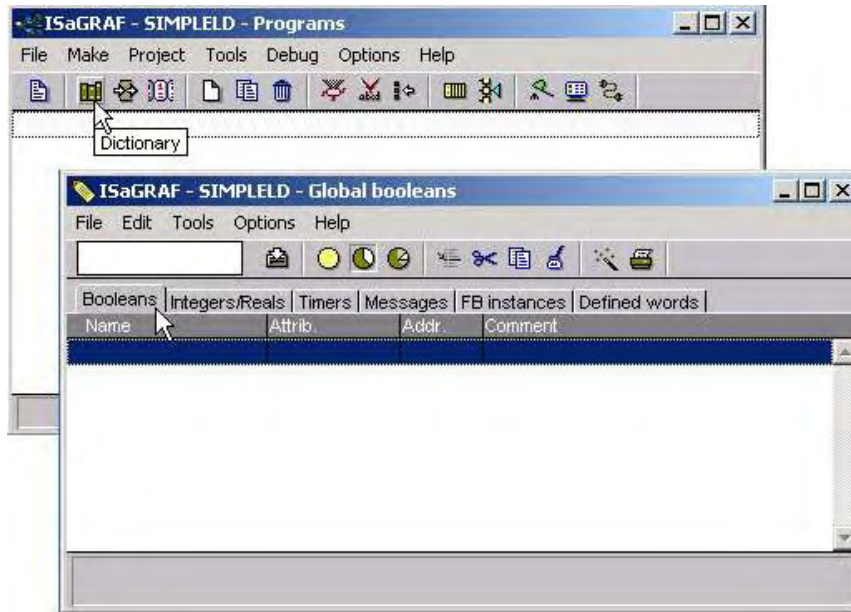 ISaGRAF - SIMPLELD - Programs
File Make Project Tools Debug Options Help
Dictionary
ISaGRAF - SIMPLELD - Global booleans
File Edit Tools Options Help
Booleans Integers/Reals Timers Messages FB instances Defined words
Name Attrib. Addr. Comment